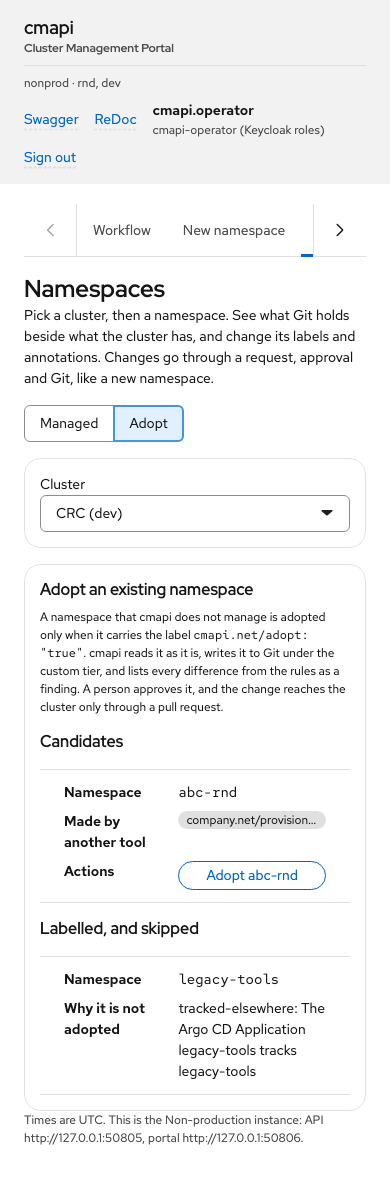 cmapi
Cluster Management Portal
nonprod · rnd, dev
Swagger
ReDoc
cmapi.operator
cmapi-operator (Keycloak roles)
Sign out
Workflow
New namespace
Namespaces
Pick a cluster, then a namespace. See what Git holds
beside what the cluster has, and change its labels and
annotations. Changes go through a request, approval
and Git, like a new namespace.
Managed
Adopt
Cluster
CRC (dev)
Adopt an existing namespace
A namespace that cmapi does not manage is adopted
only when it carries the label cmapi.net/adopt:
"true". cmapi reads it as it is, writes it to Git under the
custom tier, and lists every difference from the rules as a
finding. A person approves it, and the change reaches the
cluster only through a pull request.
Candidates
Namespace
abc-rnd
Made by
another tool
company.net/provision...
Actions
Adopt abc-rnd
Labelled, and skipped
Namespace
legacy-tools
Why it is not
adopted
tracked-elsewhere: The
Argo CD Application
legacy-tools tracks
legacy-tools
Times are UTC. This is the Non-production instance: API
http://127.0.0.1:50805, portal http://127.0.0.1:50806.